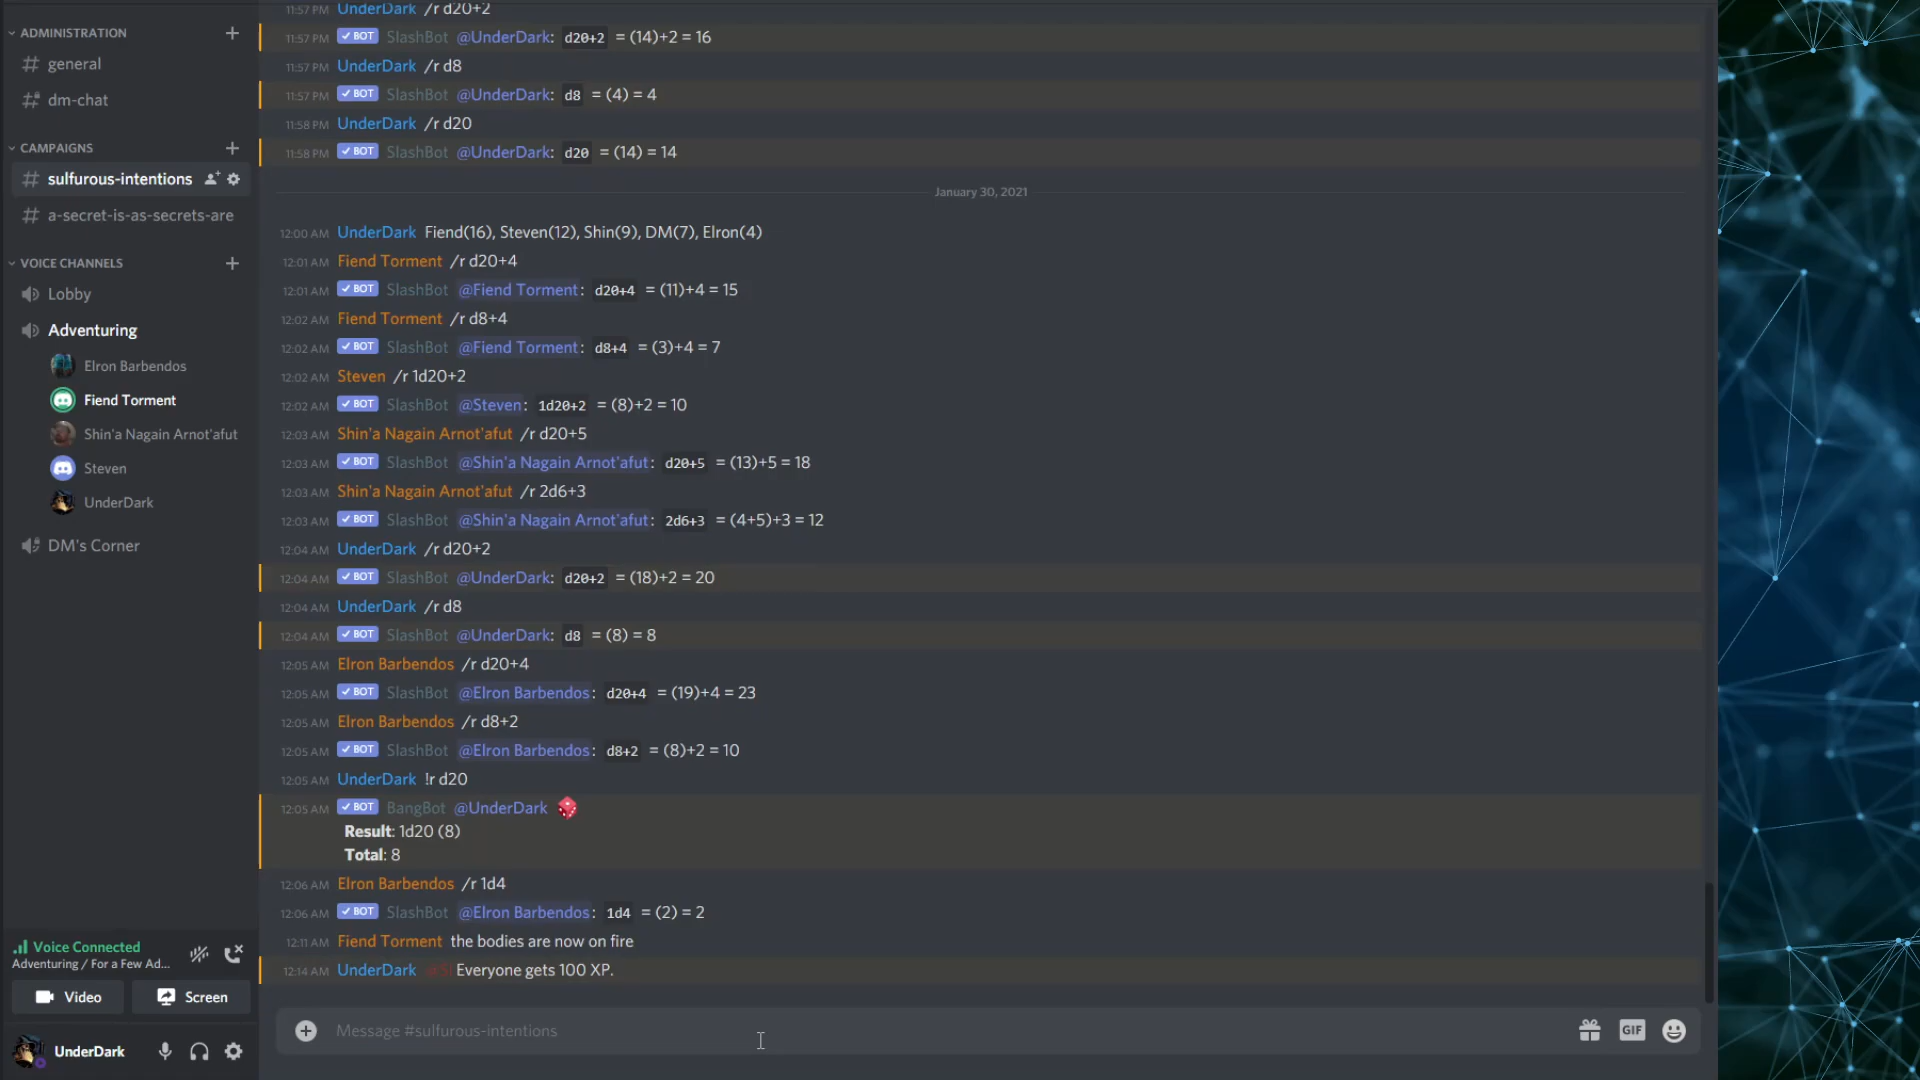 ADMINISTRATION
general
dm-chat
CAMPAIGNS
sulfurous-intentions
a-secret-is-as-secrets-are
VOICE CHANNELS
Lobby
Adventuring
Elron Barbendos
Fiend Torment
Shin'a Nagain Arnot'afut
Steven
UnderDark
DM's Corner
Voice Connected
Adventuring / For a Few Ad...
Video
Screen
UnderDark
11:57 PM UnderDark /r d20+2
11:57 PM BOT SlashBot @UnderDark: d20+2 = (14)+2 = 16
11:57 PM UnderDark /r d8
11:57 PM BOT SlashBot @UnderDark: d8 = (4) = 4
11:58 PM UnderDark /r d20
11:58 PM BOT SlashBot @UnderDark: d20 = (14) = 14
January 30, 2021
12:00 AM UnderDark Fiend(16), Steven(12), Shin(9), DM(7), Elron(4)
12:01 AM Fiend Torment /r d20+4
12:01 AM BOT SlashBot @Fiend Torment: d20+4 = (11)+4 = 15
12:02 AM Fiend Torment /r d8+4
12:02 AM BOT SlashBot @Fiend Torment: d8+4 = (3)+4 = 7
12:02 AM Steven /r 1d20+2
12:02 AM BOT SlashBot @Steven: 1d20+2 = (8)+2 = 10
12:03 AM Shin'a Nagain Arnot'afut /r d20+5
12:03 AM BOT SlashBot @Shin'a Nagain Arnot'afut: d20+5 = (13)+5 = 18
12:03 AM Shin'a Nagain Arnot'afut /r 2d6+3
12:03 AM BOT SlashBot @Shin'a Nagain Arnot'afut: 2d6+3 = (4+5)+3 = 12
12:04 AM UnderDark /r d20+2
12:04 AM BOT SlashBot @UnderDark: d20+2 = (18)+2 = 20
12:04 AM UnderDark /r d8
12:04 AM BOT SlashBot @UnderDark: d8 = (8) = 8
12:05 AM Elron Barbendos /r d20+4
12:05 AM BOT SlashBot @Elron Barbendos: d20+4 = (19)+4 = 23
12:05 AM Elron Barbendos /r d8+2
12:05 AM BOT SlashBot @Elron Barbendos: d8+2 = (8)+2 = 10
12:05 AM UnderDark !r d20
12:05 AM BOT BangBot @UnderDark
Result: 1d20 (8)
Total: 8
12:06 AM Elron Barbendos /r 1d4
12:06 AM BOT SlashBot @Elron Barbendos: 1d4 = (2) = 2
12:11 AM Fiend Torment the bodies are now on fire
12:14 AM UnderDark Everyone gets 100 XP.
Message #sulfurous-intentions
GIF